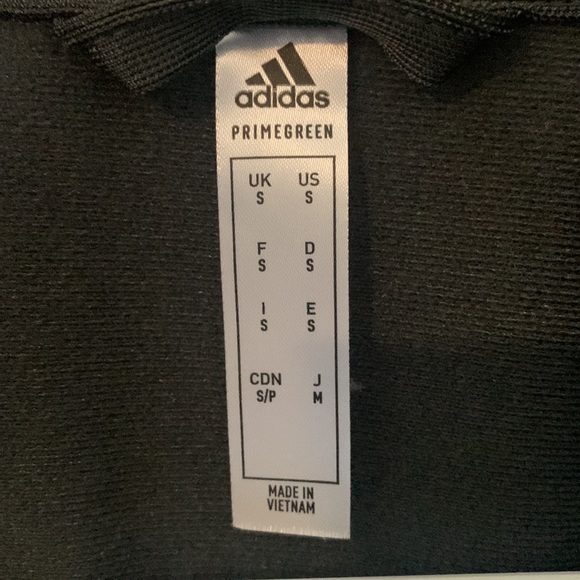 adidas
PRIMEGREEN
UK US
S S
F D
S S
I E
S S
CDN J
S/P M
MADE IN
VIETNAM